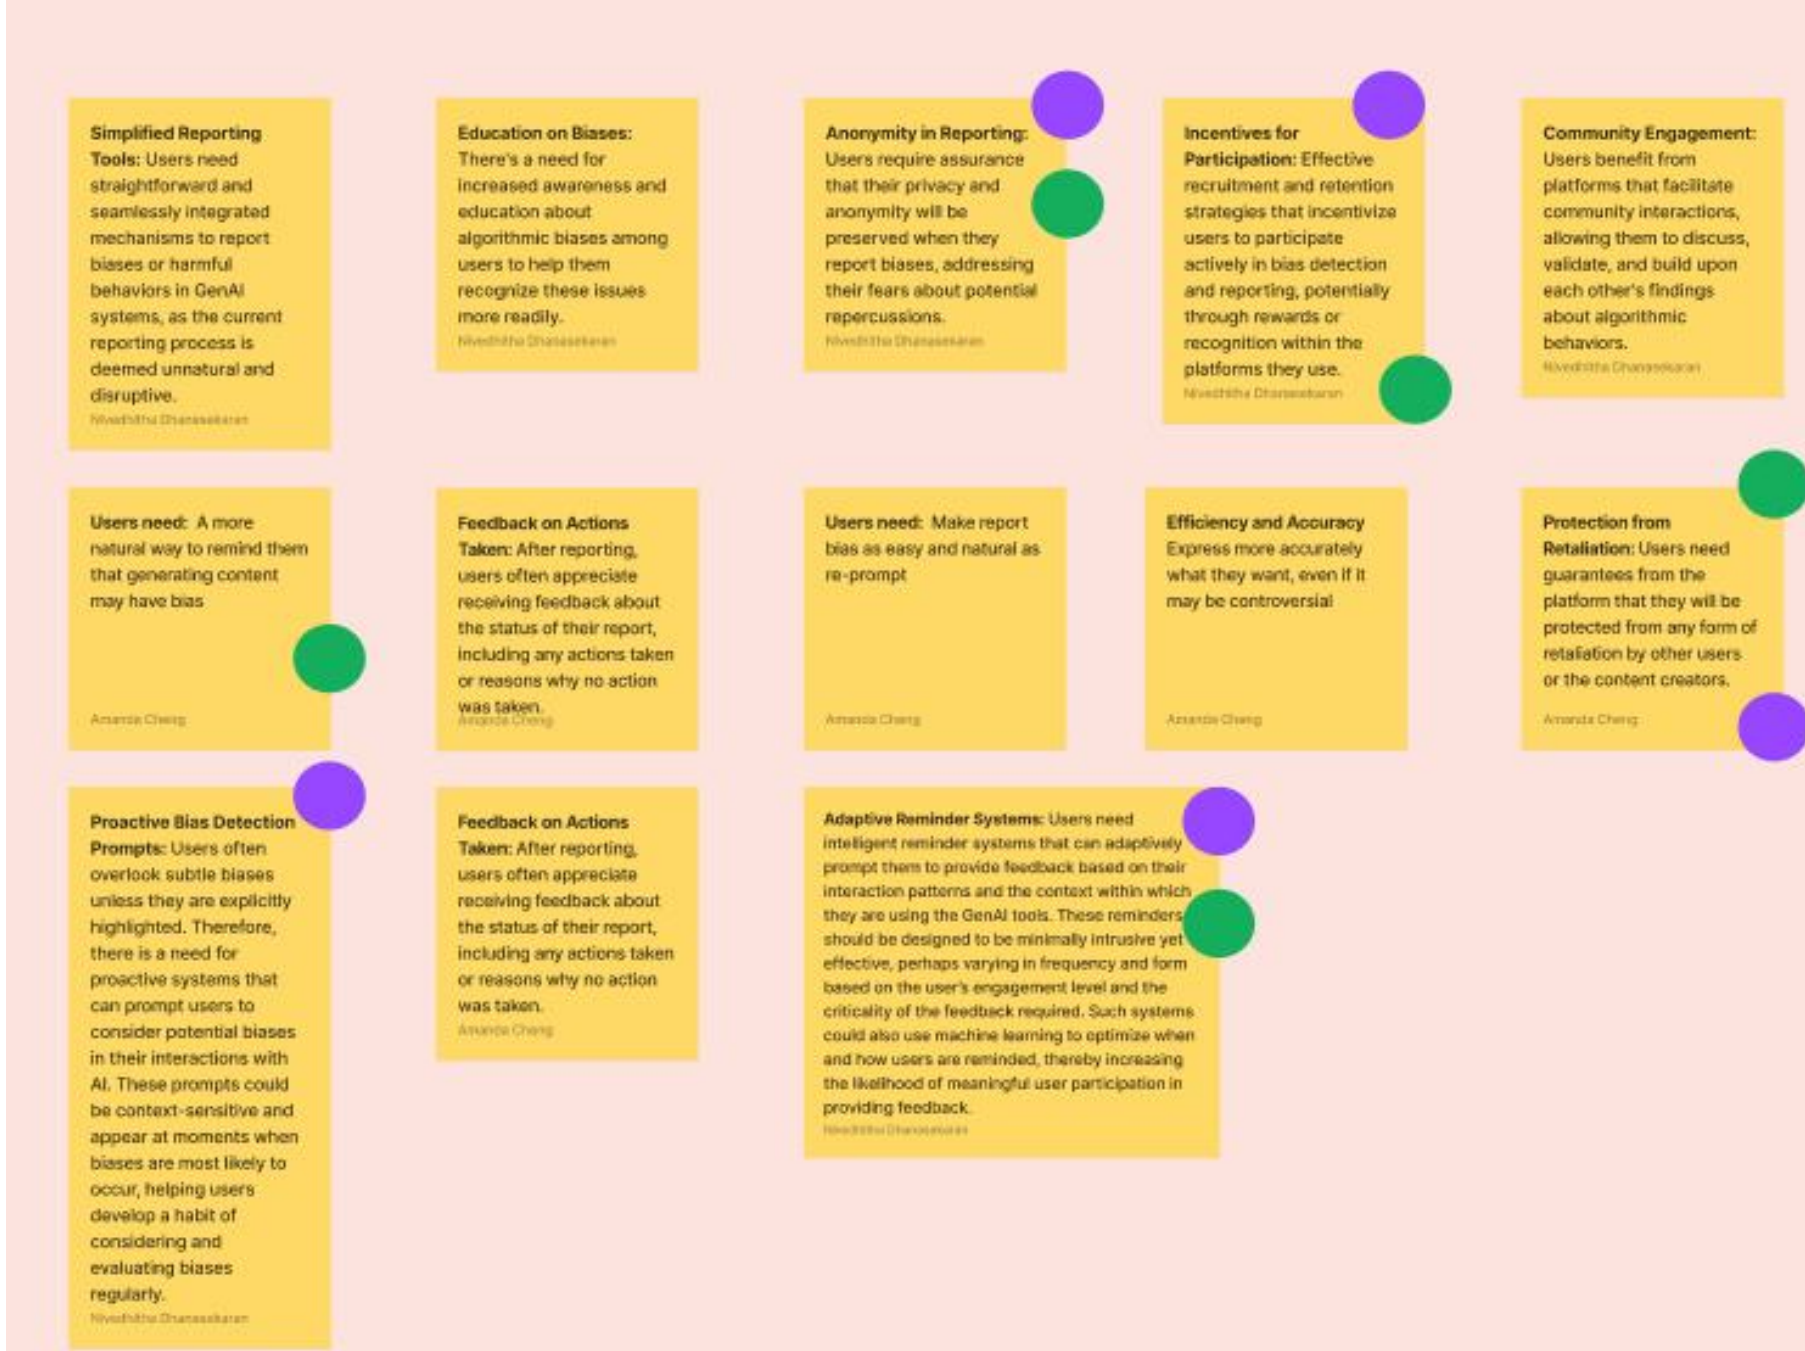 Simplified Reporting
Tools: Users need
straightforward and
seamlessly integrated
mechanisms to report
biases or harmful
behaviors in GenAI
systems, as the current
reporting process is
deemed unnatural and
disruptive.
Nivedhitha Dhanasekaran
Education on Biases:
There's a need for
increased awareness and
education about
algorithmic biases among
users to help them
recognize these issues
more readily.
Nivedhitha Dhanasekaran
Anonymity in Reporting:
Users require assurance
that their privacy and
anonymity will be
preserved when they
report biases, addressing
their fears about potential
repercussions.
Nivedhitha Dhanasekaran
Incentives for
Participation: Effective
recruitment and retention
strategies that incentivize
users to participate
actively in bias detection
and reporting, potentially
through rewards or
recognition within the
platforms they use.
Nivedhitha Dhanasekaran
Community Engagement:
Users benefit from
platforms that facilitate
community interactions,
allowing them to discuss,
validate, and build upon
each other's findings
about algorithmic
behaviors.
Nivedhitha Dhanasekaran
Users need: A more
natural way to remind them
that generating content
may have bias
Amanda Cheng
Feedback on Actions
Taken: After reporting,
users often appreciate
receiving feedback about
the status of their report,
including any actions taken
or reasons why no action
was taken.
Amanda Cheng
Users need: Make report
bias as easy and natural as
re-prompt
Amanda Cheng
Efficiency and Accuracy
Express more accurately
what they want, even if it
may be controversial
Amanda Cheng
Protection from
Retaliation: Users need
guarantees from the
platform that they will be
protected from any form of
retaliation by other users
or the content creators.
Amanda Cheng
Proactive Bias Detection
Prompts: Users often
overlook subtle biases
unless they are explicitly
highlighted. Therefore,
there is a need for
proactive systems that
can prompt users to
consider potential biases
in their interactions with
AI. These prompts could
be context-sensitive and
appear at moments when
biases are most likely to
occur, helping users
develop a habit of
considering and
evaluating biases
regularly.
Nivedhitha Dhanasekaran
Feedback on Actions
Taken: After reporting,
users often appreciate
receiving feedback about
the status of their report,
including any actions taken
or reasons why no action
was taken.
Amanda Cheng
Adaptive Reminder Systems: Users need
intelligent reminder systems that can adaptively
prompt them to provide feedback based on their
interaction patterns and the context within which
they are using the GenAI tools. These reminders
should be designed to be minimally intrusive yet
effective, perhaps varying in frequency and form
based on the user's engagement level and the
criticality of the feedback required. Such systems
could also use machine learning to optimize when
and how users are reminded, thereby increasing
the likelihood of meaningful user participation in
providing feedback.
Nivedhitha Dhanasekaran